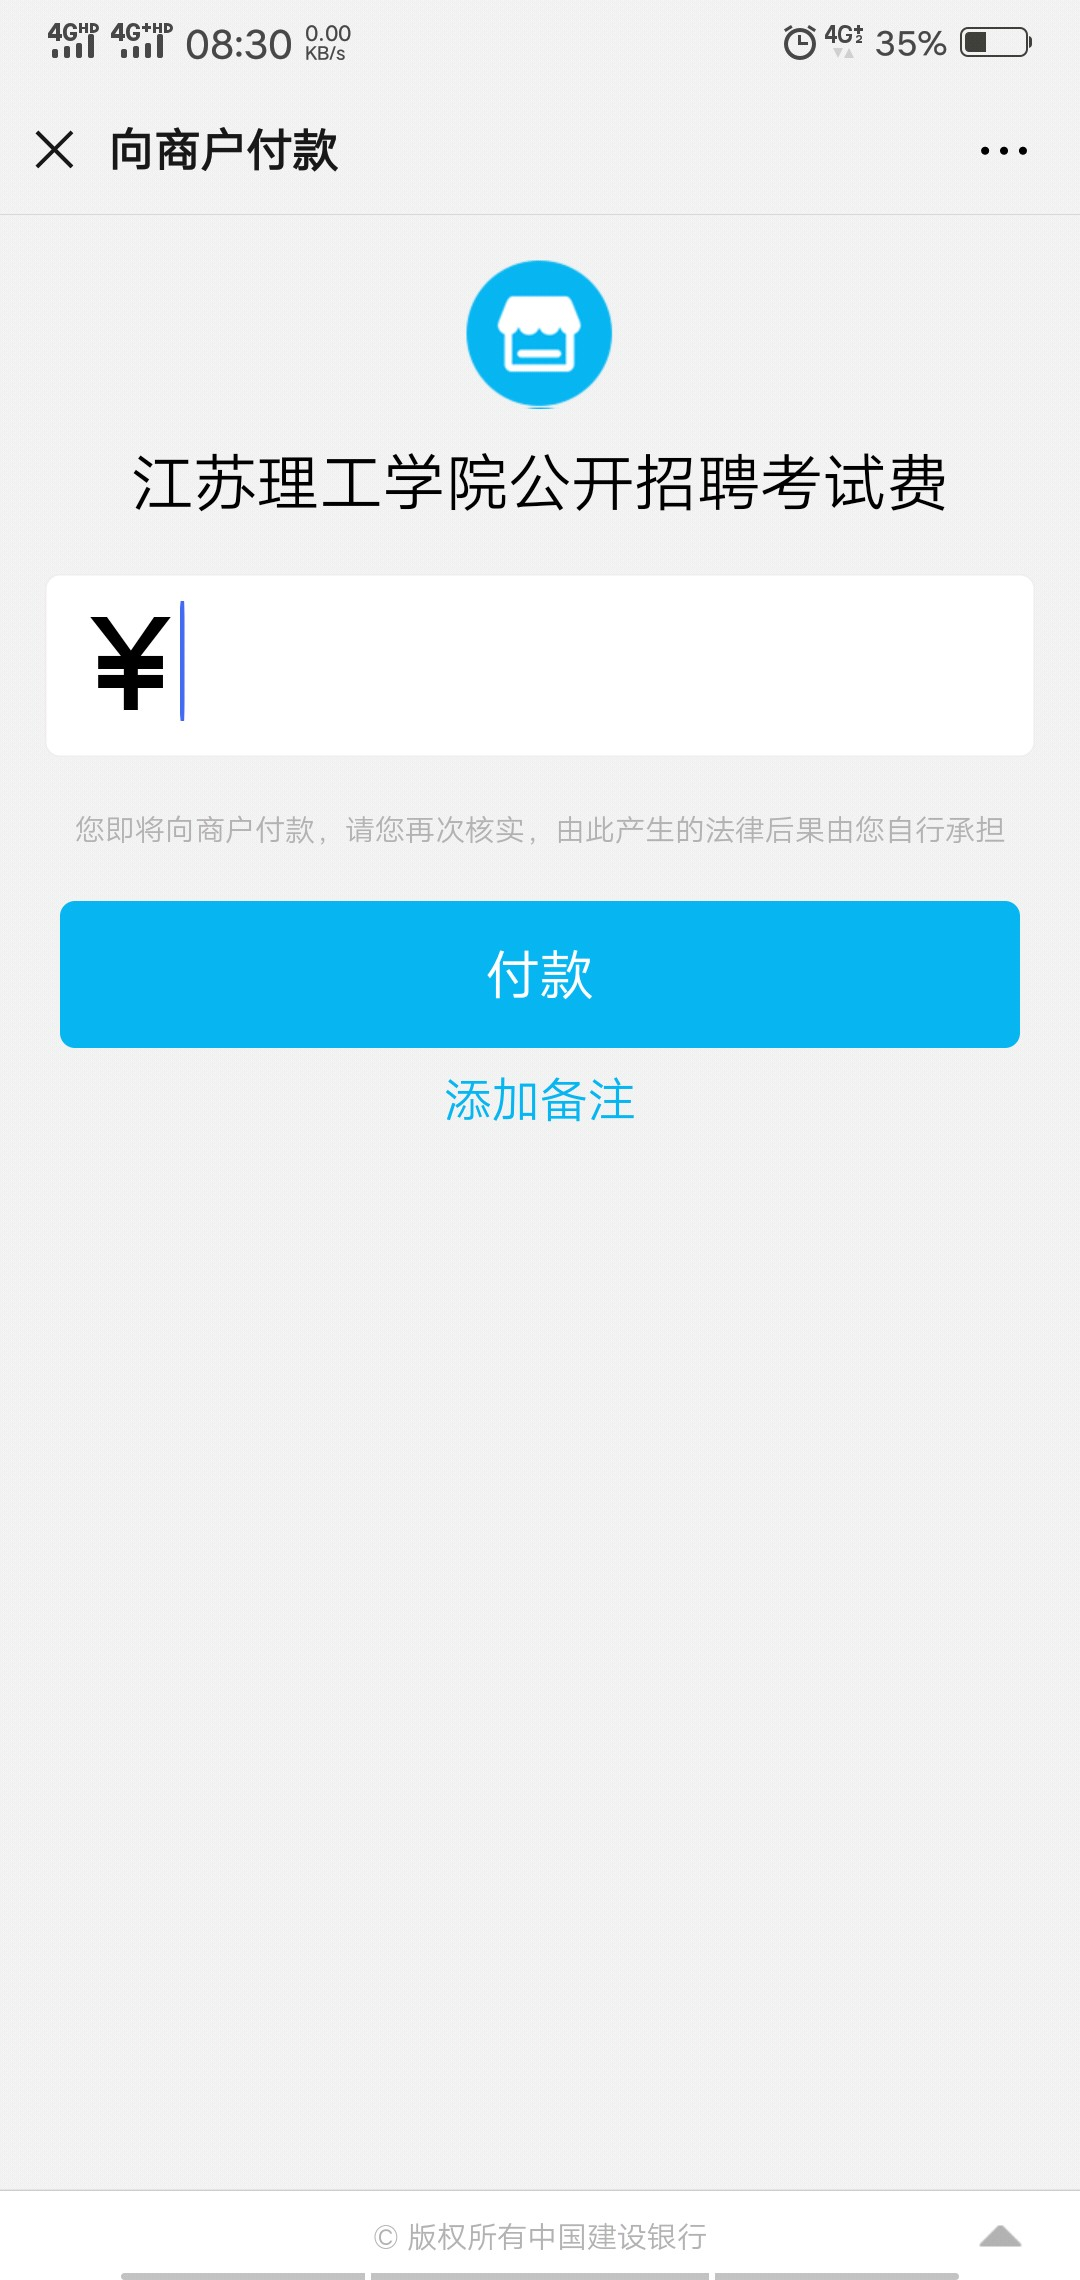 4GHD 4G+HD 08:30 0.00 KB/s 4G+2 35%
向商户付款
江苏理工学院公开招聘考试费
¥
您即将向商户付款，请您再次核实，由此产生的法律后果由您自行承担
付款
添加备注
© 版权所有中国建设银行